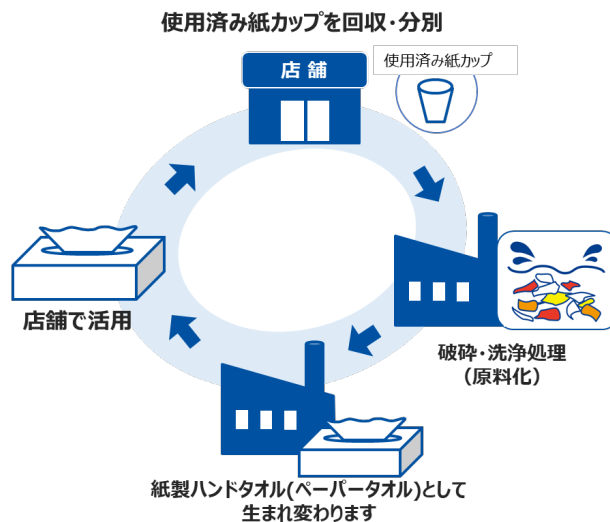 使用済み紙カップを回収・分別
店舗
使用済み紙カップ
破砕・洗浄処理
（原料化）
紙製ハンドタオル(ペーパータオル)として
生まれ変わります
店舗で活用